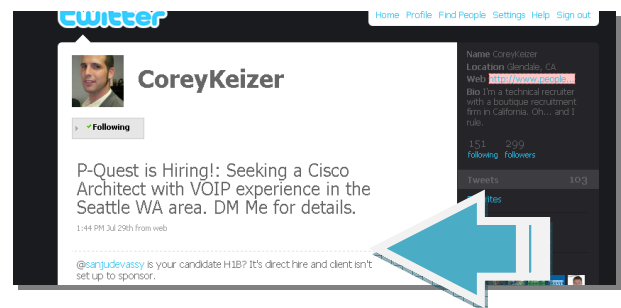 twitter
Home Profile Find People Settings Help Sign out
CoreyKeizer
Following
P-Quest is Hiring!: Seeking a Cisco
Architect with VOIP experience in the
Seattle WA area. DM Me for details.
1:44 PM Jul 29th from web
@sanjudevassy is your candidate H1B? It's direct hire and client isn't
set up to sponsor.
Name CoreyKeizer
Location Glendale, CA
Web http://www.people...
Bio I'm a technical recruiter
with a boutique recruitment
firm in California. Oh... and I
rule.
151 299
following followers
Tweets 103